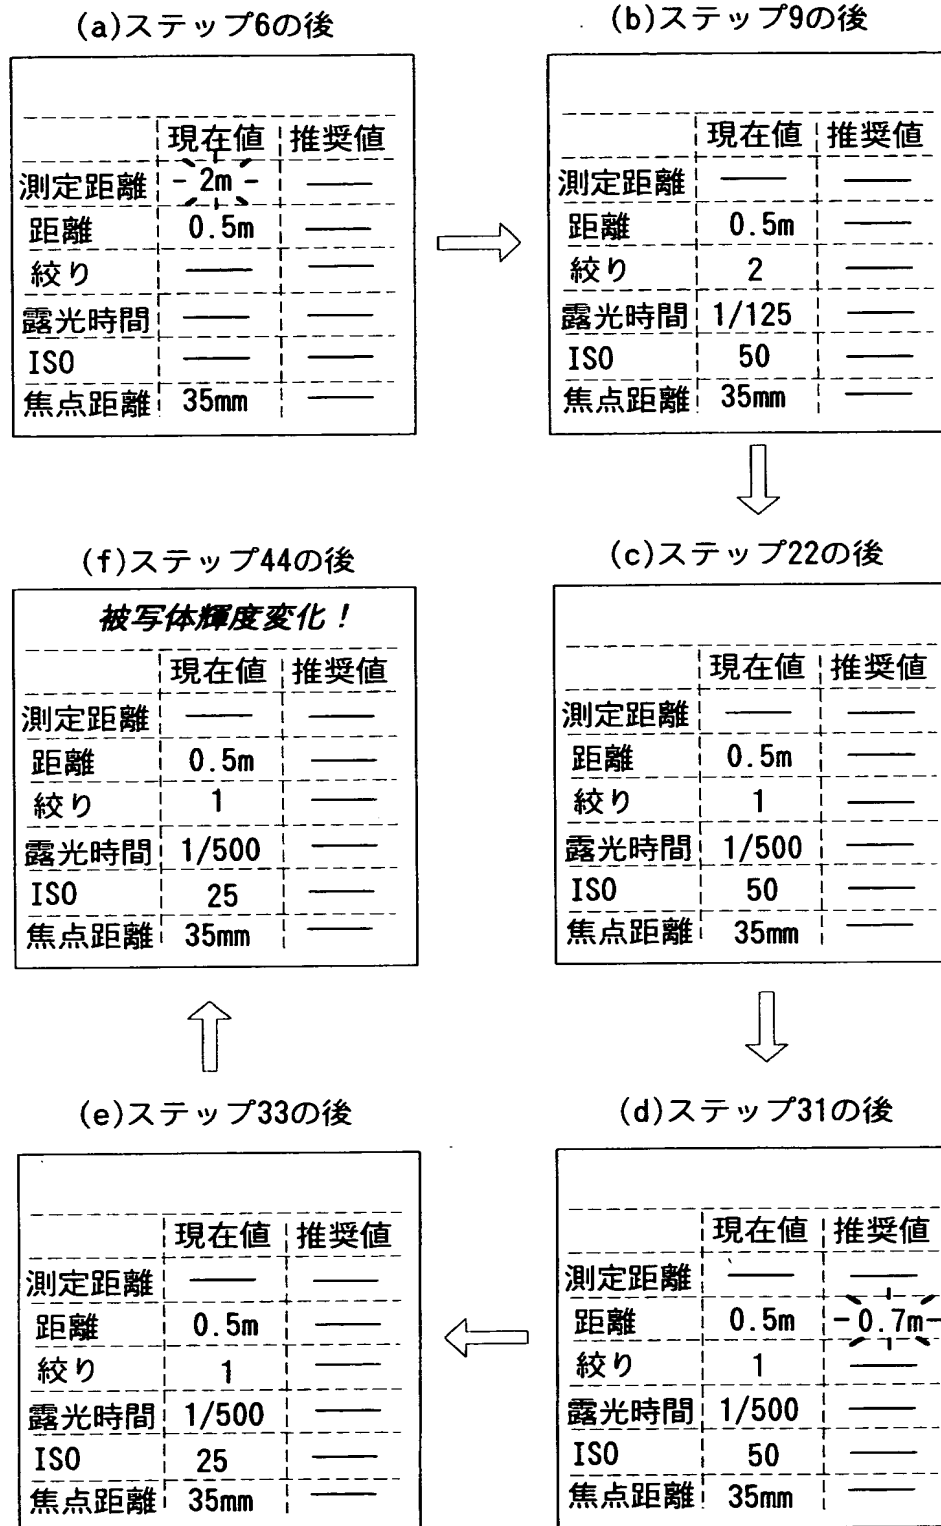 (a)ステップ6の後
現在値 推奨値
測定距離 2m ——
距離 0.5m ——
絞り —— ——
露光時間 —— ——
ISO —— ——
焦点距離 35mm ——
(b)ステップ9の後
現在値 推奨値
測定距離 —— ——
距離 0.5m ——
絞り 2 ——
露光時間 1/125 ——
ISO 50 ——
焦点距離 35mm ——
(c)ステップ22の後
現在値 推奨値
測定距離 —— ——
距離 0.5m ——
絞り 1 ——
露光時間 1/500 ——
ISO 50 ——
焦点距離 35mm ——
(d)ステップ31の後
現在値 推奨値
測定距離 —— ——
距離 0.5m 0.7m
絞り 1 ——
露光時間 1/500 ——
ISO 50 ——
焦点距離 35mm ——
(e)ステップ33の後
現在値 推奨値
測定距離 —— ——
距離 0.5m ——
絞り 1 ——
露光時間 1/500 ——
ISO 25 ——
焦点距離 35mm ——
(f)ステップ44の後
被写体輝度変化！
現在値 推奨値
測定距離 —— ——
距離 0.5m ——
絞り 1 ——
露光時間 1/500 ——
ISO 25 ——
焦点距離 35mm ——